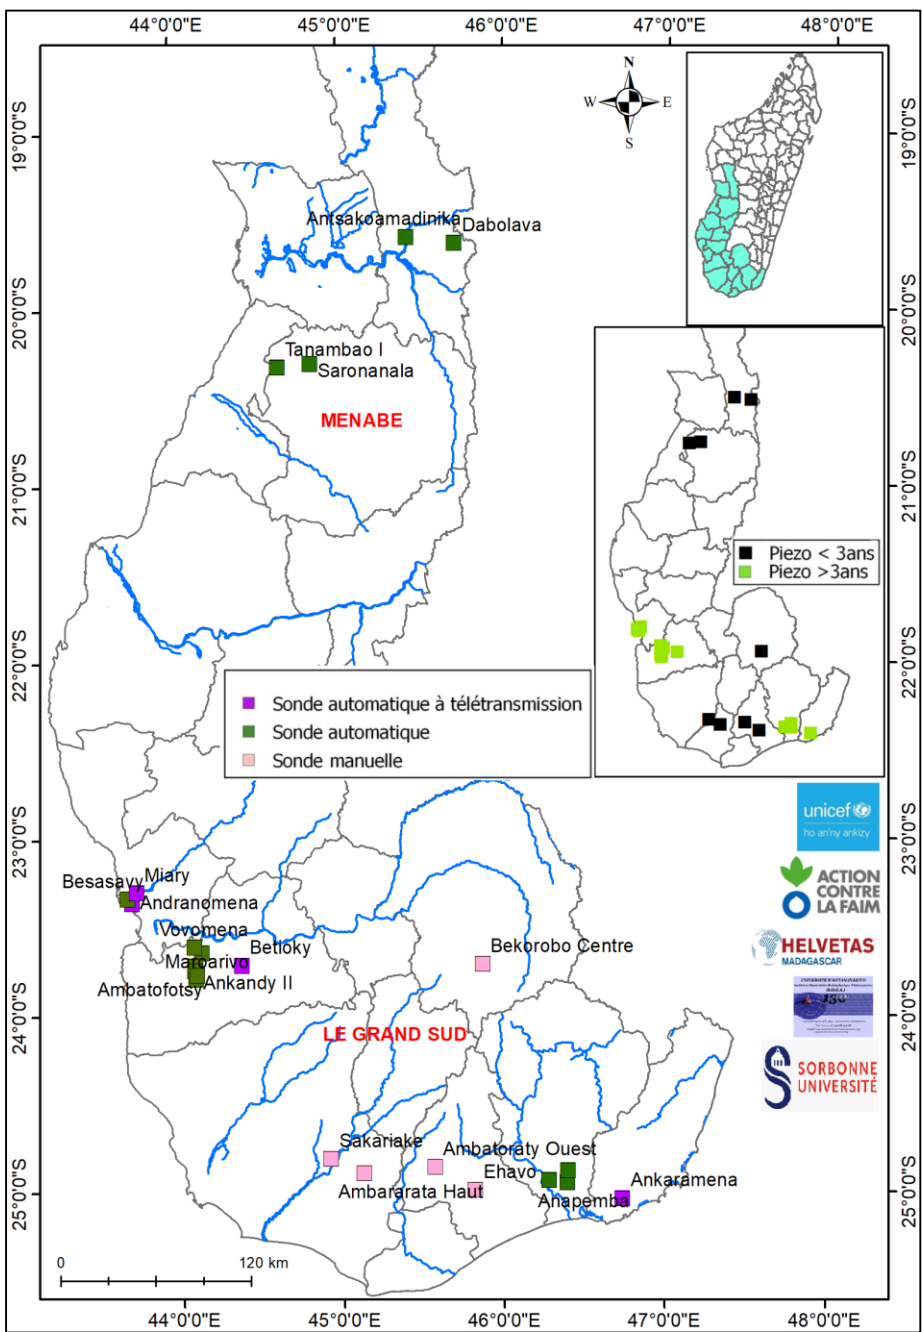 44°0'0"E 45°0'0"E 46°0'0"E 47°0'0"E 48°0'0"E
N
W E
S
19°0'0"S
19°0'0"S
Antsakoamadinika
Dabolava
20°0'0"S
20°0'0"S
Tanambao I
Saronanala
MENABE
21°0'0"S
21°0'0"S
Piezo < 3ans
Piezo >3ans
22°0'0"S
22°0'0"S
Sonde automatique à télétransmission
Sonde automatique
Sonde manuelle
23°0'0"S
23°0'0"S
unicef
ho an'ny ankizy
Besasavy
Miary
Andranomena
ACTION
CONTRE
LA FAIM
Vovomena
Betioky
Bekorobo Centre
HELVETAS
MADAGASCAR
Maroarivo
Ambatofotsy
Ankandy II
24°0'0"S
24°0'0"S
LE GRAND SUD
SORBONNE
UNIVERSITÉ
Sakariake
Ambatoraty Ouest
Ambararata Haut
Ehavo
Anapemba
Ankaramena
25°0'0"S
25°0'0"S
0 120 km
44°0'0"E 45°0'0"E 46°0'0"E 47°0'0"E 48°0'0"E